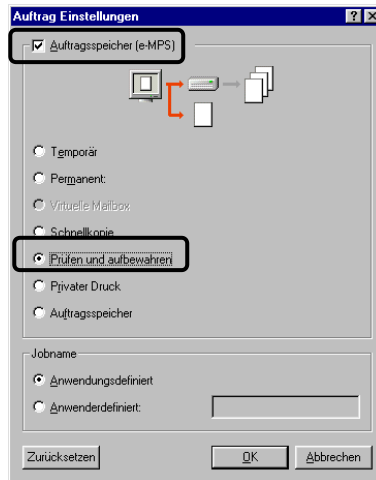 Auftrag Einstellungen
Auftragsspeicher (e-MPS)
Temporär
Permanent:
Virtuelle Mailbox
Schnellkopie
Prüfen und aufbewahren
Privater Druck
Auftragsspeicher
Jobname
Anwendungsdefiniert
Anwenderdefiniert:
Zurücksetzen OK Abbrechen